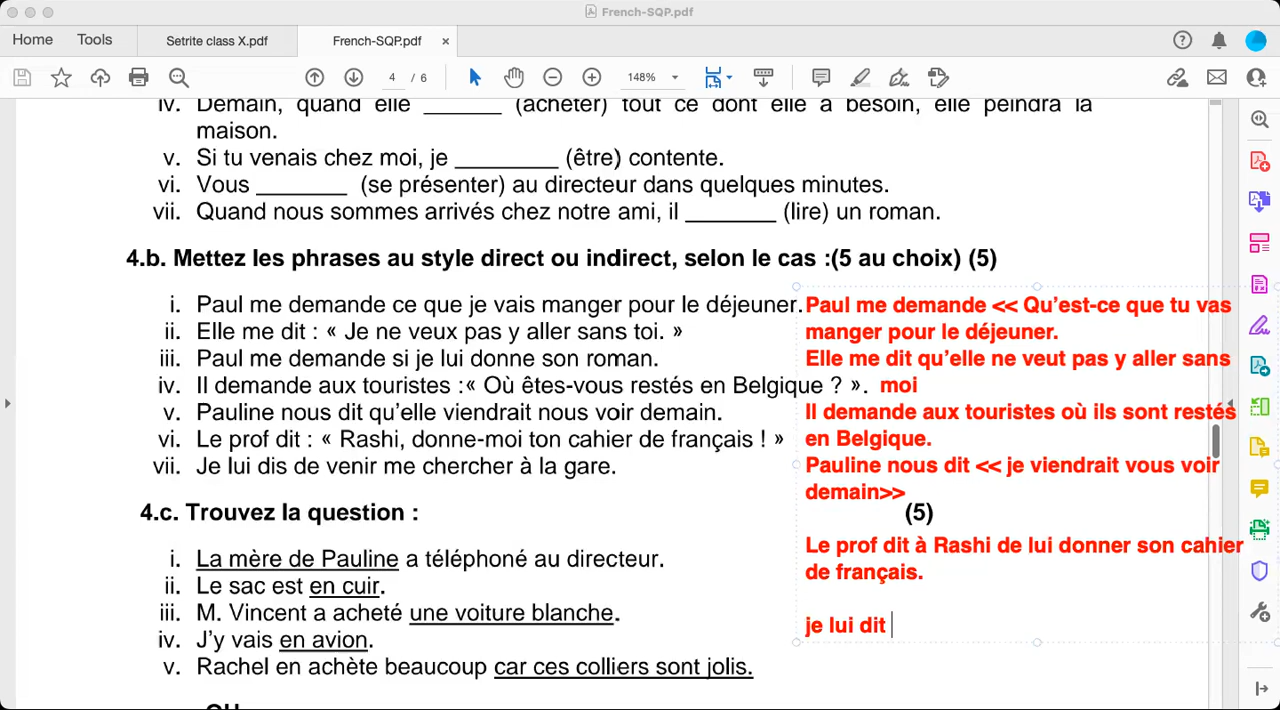 French-SQP.pdf
Home Tools Setrite class X.pdf French-SQP.pdf ×
4 / 6 148%
iv. Demain, quand elle ______ (acheter) tout ce dont elle a besoin, elle peindra la
maison.
v. Si tu venais chez moi, je ________ (être) contente.
vi. Vous _______ (se présenter) au directeur dans quelques minutes.
vii. Quand nous sommes arrivés chez notre ami, il _______ (lire) un roman.
4.b. Mettez les phrases au style direct ou indirect, selon le cas :(5 au choix) (5)
i. Paul me demande ce que je vais manger pour le déjeuner.
ii. Elle me dit : « Je ne veux pas y aller sans toi. »
iii. Paul me demande si je lui donne son roman.
iv. Il demande aux touristes :« Où êtes-vous restés en Belgique ? ».
v. Pauline nous dit qu'elle viendrait nous voir demain.
vi. Le prof dit : « Rashi, donne-moi ton cahier de français ! »
vii. Je lui dis de venir me chercher à la gare.
Paul me demande << Qu'est-ce que tu vas
manger pour le déjeuner.
Elle me dit qu'elle ne veut pas y aller sans
moi
Il demande aux touristes où ils sont restés
en Belgique.
Pauline nous dit << je viendrait vous voir
demain>>
Le prof dit à Rashi de lui donner son cahier
de français.
je lui dit
4.c. Trouvez la question : (5)
i. La mère de Pauline a téléphoné au directeur.
ii. Le sac est en cuir.
iii. M. Vincent a acheté une voiture blanche.
iv. J'y vais en avion.
v. Rachel en achète beaucoup car ces colliers sont jolis.
OU